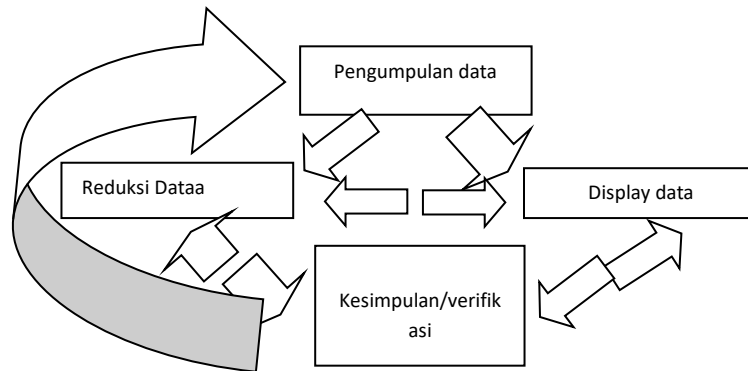 Pengumpulan data
Reduksi Dataa
Display data
Kesimpulan/verifik
asi